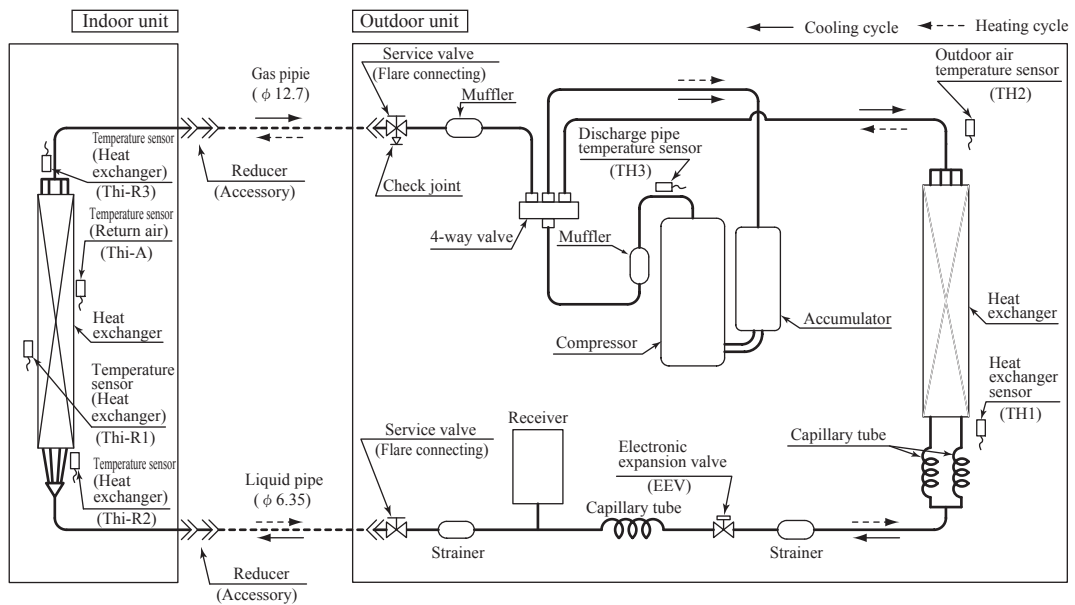 Indoor unit
Outdoor unit
Cooling cycle
Heating cycle
Service valve
(Flare connecting)
Muffler
Gas pipie
( ϕ 12.7)
Outdoor air
temperature sensor
(TH2)
Discharge pipe
temperature sensor
(TH3)
Temperature sensor
(Heat
exchanger)
(Thi-R3)
Reducer
(Accessory)
Check joint
Temperature sensor
(Return air)
(Thi-A)
4-way valve
Muffler
Heat
exchanger
Heat
exchanger
Accumulator
Compressor
Temperature
sensor
(Heat
exchanger)
(Thi-R1)
Heat
exchanger
sensor
(TH1)
Receiver
Service valve
(Flare connecting)
Electronic
expansion valve
(EEV)
Capillary tube
Temperature sensor
(Heat
exchanger)
(Thi-R2)
Liquid pipe
( ϕ 6.35)
Capillary tube
Strainer
Strainer
Reducer
(Accessory)